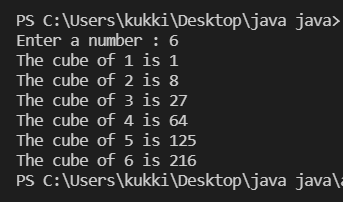 PS C:\Users\kukki\Desktop\java java>
Enter a number : 6
The cube of 1 is 1
The cube of 2 is 8
The cube of 3 is 27
The cube of 4 is 64
The cube of 5 is 125
The cube of 6 is 216
PS C:\Users\kukki\Desktop\java java\